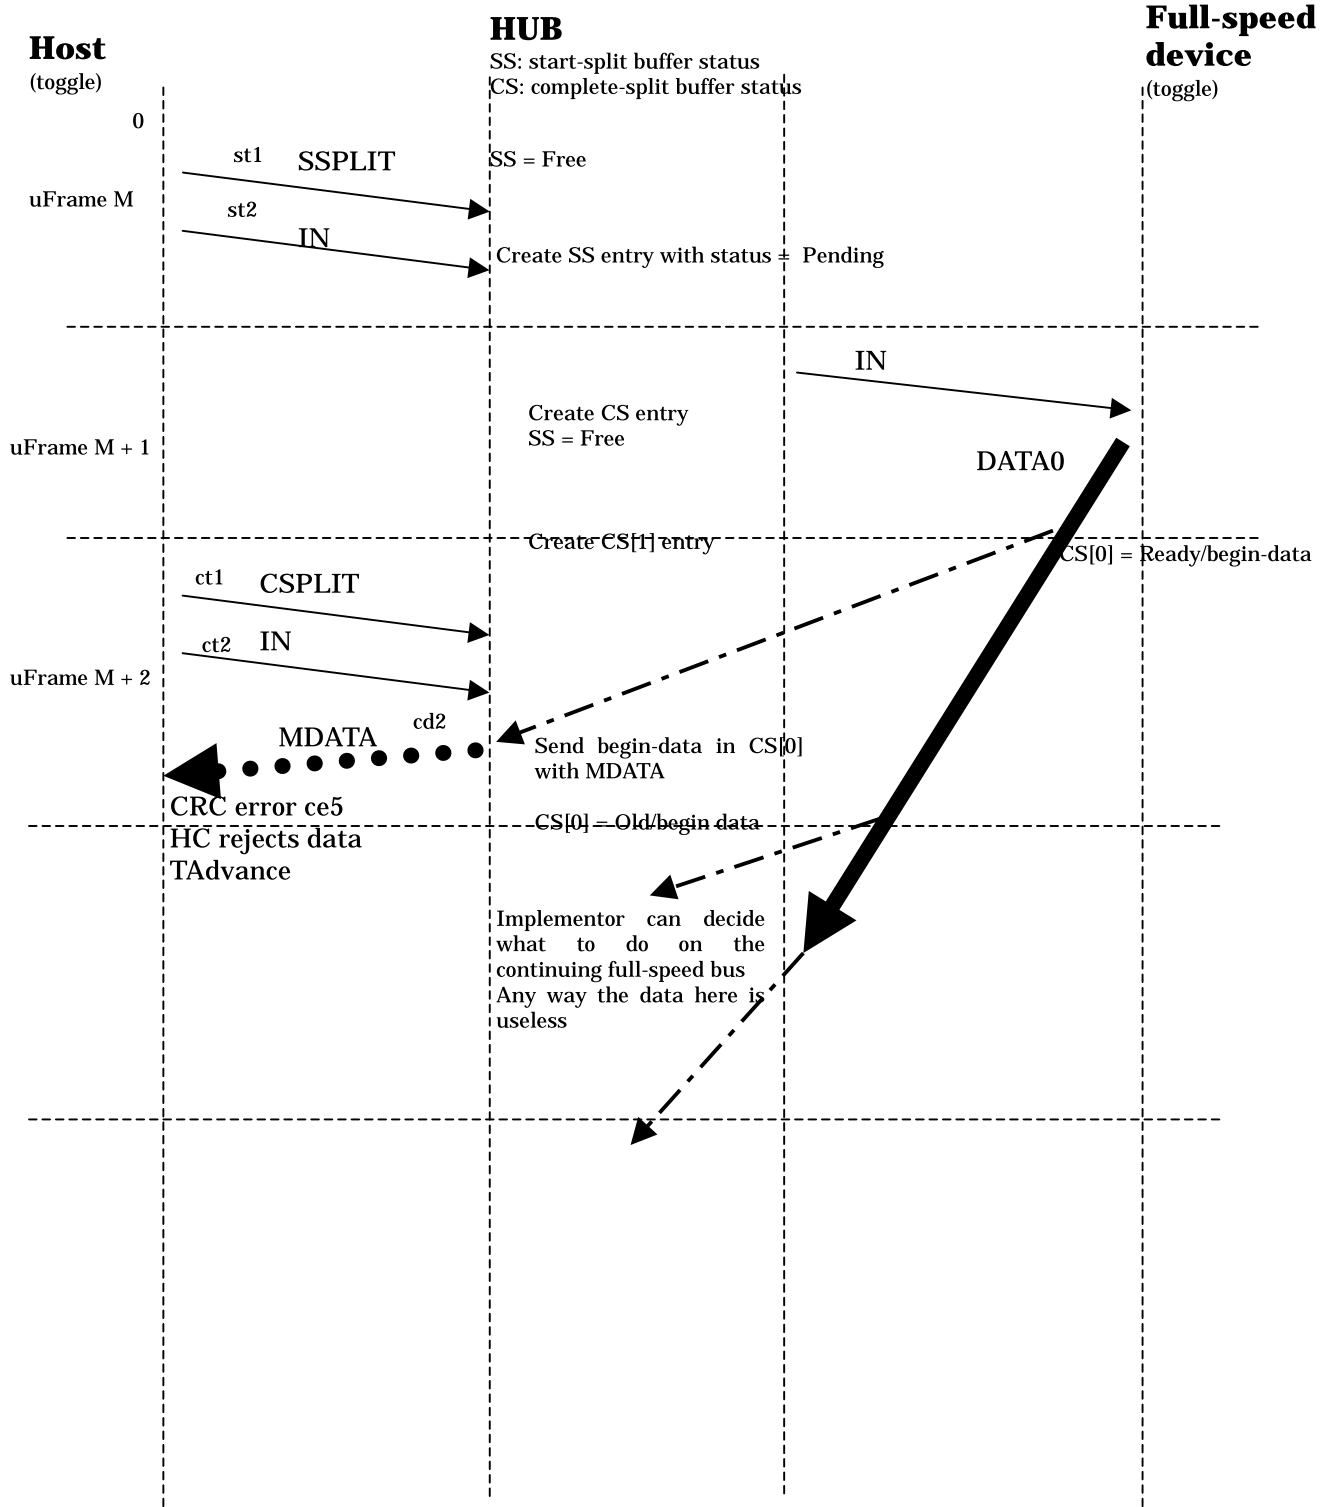 Host
(toggle)
HUB
SS: start-split buffer status
CS: complete-split buffer status
Full-speed
device
(toggle)
0
st1
SSPLIT
SS = Free
uFrame M
st2
IN
Create SS entry with status = Pending
IN
Create CS entry
SS = Free
uFrame M + 1
DATA0
Create CS[1] entry
CS[0] = Ready/begin-data
ct1
CSPLIT
ct2
IN
uFrame M + 2
cd2
MDATA
Send begin-data in CS[0]
with MDATA
CRC error ce5
HC rejects data
TAdvance
CS[0] = Old/begin data
Implementor can decide
what to do on the
continuing full-speed bus
Any way the data here is
useless